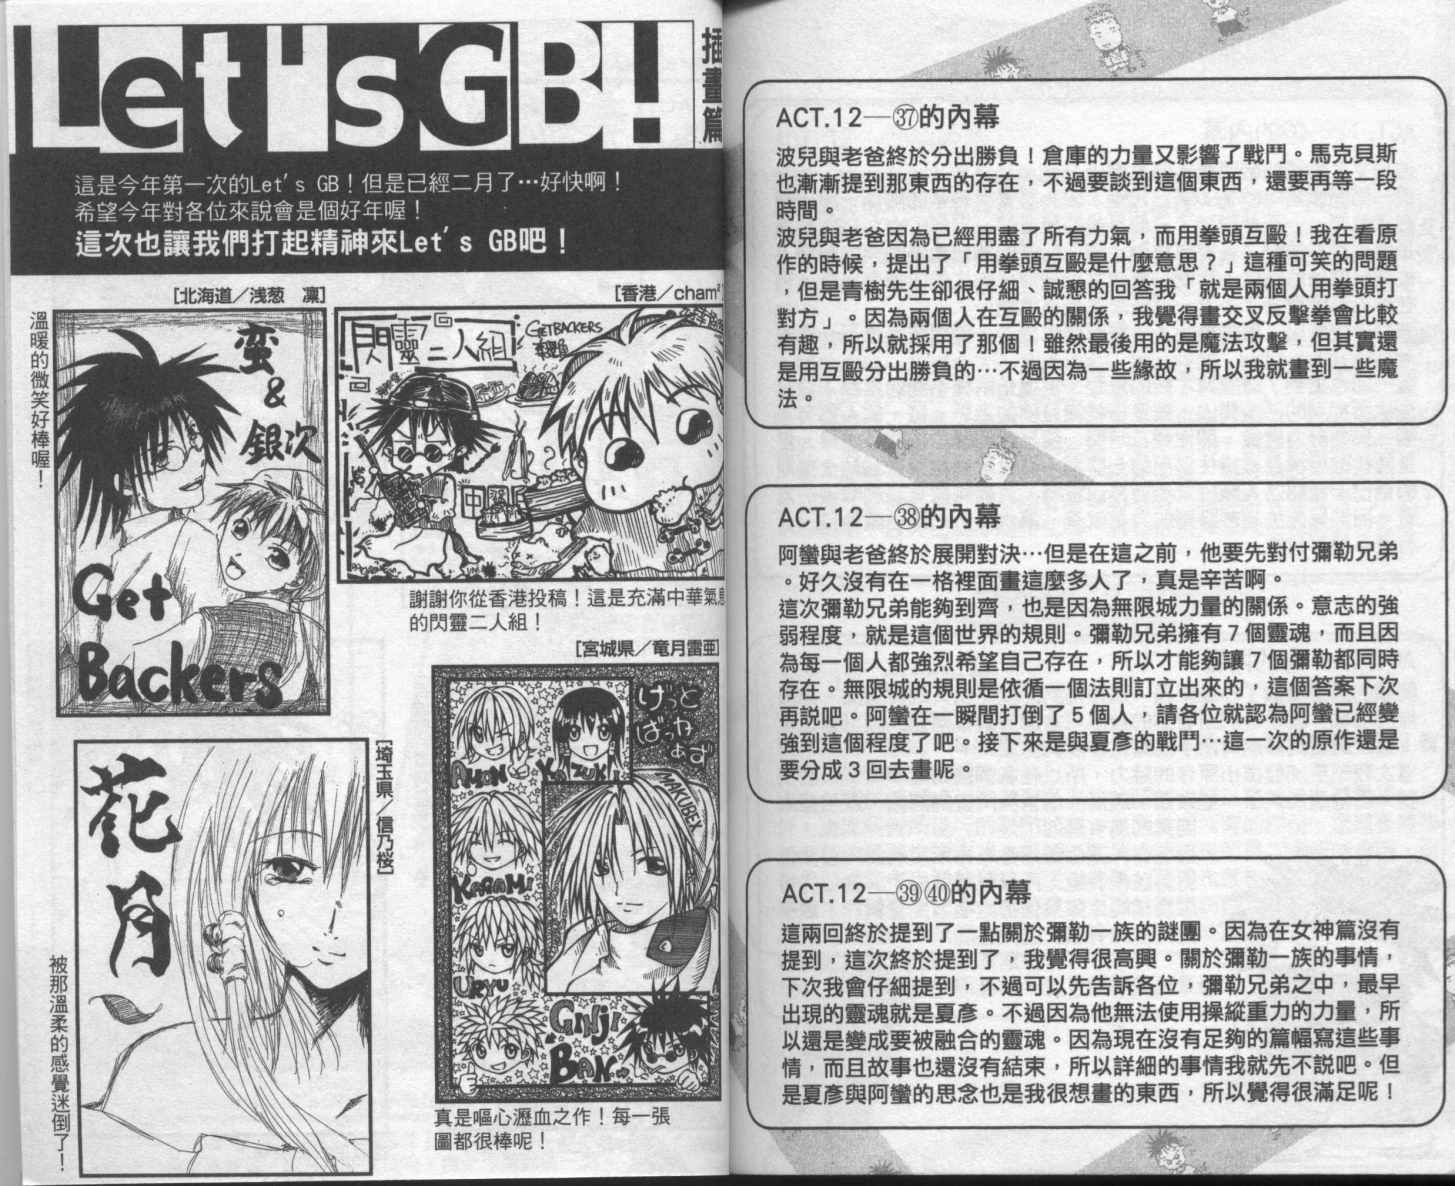 Let's GB!!
插畫篇
這是今年第一次的Let's GB！但是已經二月了…好快啊！
希望今年對各位來說會是個好年喔！
這次也讓我們打起精神來Let's GB吧！
[北海道／浅葱　凜]
溫暖的微笑好棒喔！
蛮
&
銀次
Get
Backers
[香港／cham
閃靈二人組
GETBACKERS
謝謝你從香港投稿！這是充滿中華氣
的閃靈二人組！
[宮城県／竜月雷亜]
げっと
ばっか
あず
KAZUKI
MAKUBEX
KAGAMI
URYU
GINJI
BAN
真是嘔心瀝血之作！每一張
圖都很棒呢！
[埼玉県／信乃桜]
花月
被那溫柔的感覺迷倒了！
ACT.12—㊲的內幕
波兒與老爸終於分出勝負！倉庫的力量又影響了戰鬥。馬克貝斯
也漸漸提到那東西的存在，不過要談到這個東西，還要再等一段
時間。
波兒與老爸因為已經用盡了所有力氣，而用拳頭互毆！我在看原
作的時候，提出了「用拳頭互毆是什麼意思？」這種可笑的問題
，但是青樹先生卻很仔細、誠懇的回答我「就是兩個人用拳頭打
對方」。因為兩個人在互毆的關係，我覺得畫交叉反擊拳會比較
有趣，所以就採用了那個！雖然最後用的是魔法攻擊，但其實還
是用互毆分出勝負的…不過因為一些緣故，所以我就畫到一些魔
法。
ACT.12—㊳的內幕
阿蠻與老爸終於展開對決…但是在這之前，他要先對付彌勒兄弟
。好久沒有在一格裡面畫這麼多人了，真是辛苦啊。
這次彌勒兄弟能夠到齊，也是因為無限城力量的關係。意志的強
弱程度，就是這個世界的規則。彌勒兄弟擁有７個靈魂，而且因
為每一個人都強烈希望自己存在，所以才能夠讓７個彌勒都同時
存在。無限城的規則是依循一個法則訂立出來的，這個答案下次
再說吧。阿蠻在一瞬間打倒了５個人，請各位就認為阿蠻已經變
強到這個程度了吧。接下來是與夏彥的戰鬥…這一次的原作還是
要分成３回去畫呢。
ACT.12—㊴㊵的內幕
這兩回終於提到了一點關於彌勒一族的謎團。因為在女神篇沒有
提到，這次終於提到了，我覺得很高興。關於彌勒一族的事情，
下次我會仔細提到，不過可以先告訴各位，彌勒兄弟之中，最早
出現的靈魂就是夏彥。不過因為他無法使用操縱重力的力量，所
以還是變成要被融合的靈魂。因為現在沒有足夠的篇幅寫這些事
情，而且故事也還沒有結束，所以詳細的事情我就先不說吧。但
是夏彥與阿蠻的思念也是我很想畫的東西，所以覺得很滿足呢！